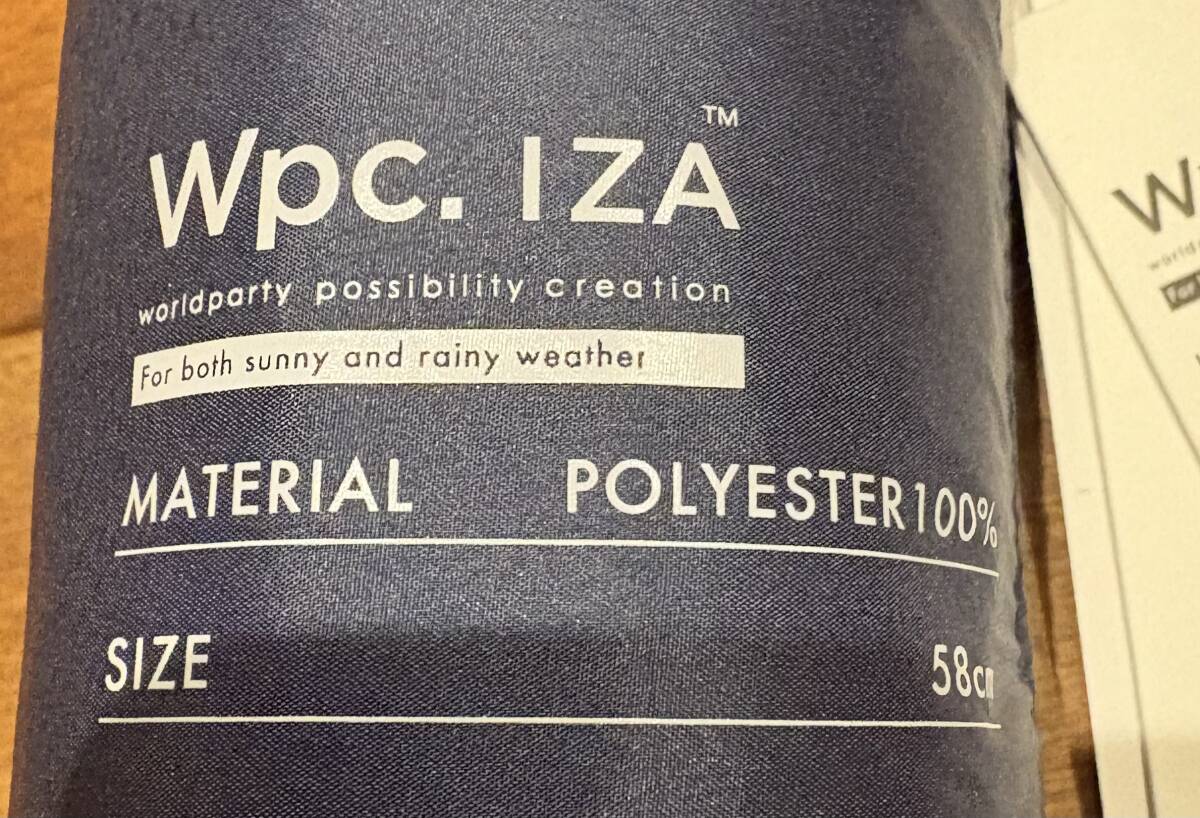 Wpc. IZA™
worldparty possibility creation
For both sunny and rainy weather
MATERIAL POLYESTER100%
SIZE 58cm